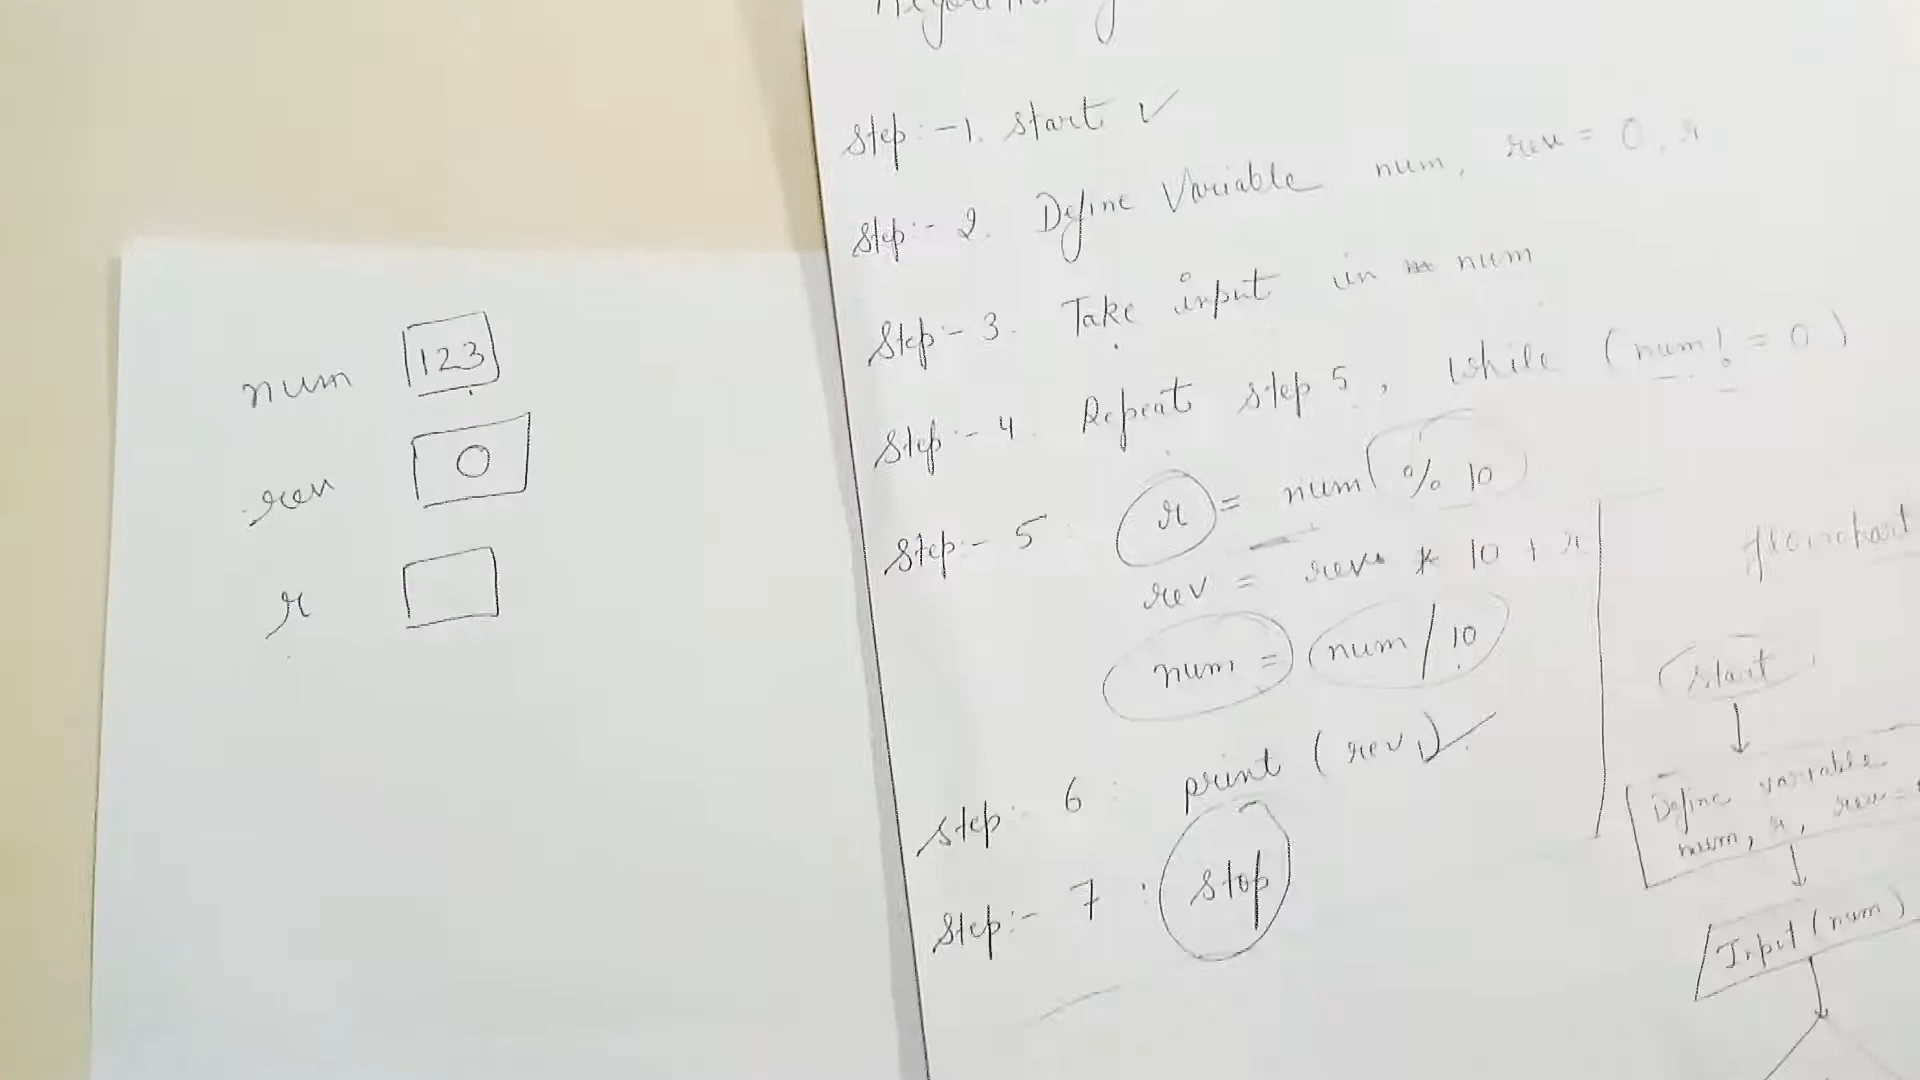 num 123
rev 0
r
Step:-1. Start ✓
Step:- 2. Define Variable num, rev = 0, r
Step:- 3. Take input in num
Step:- 4. Repeat step 5, while (num! = 0)
Step:- 5: r = num % 10
rev = rev * 10 + r
num = num / 10
Step:- 6: print (rev) ✓
Step:- 7: stop
flowchart
start
Define variable
num, r, rev =
Input (num)